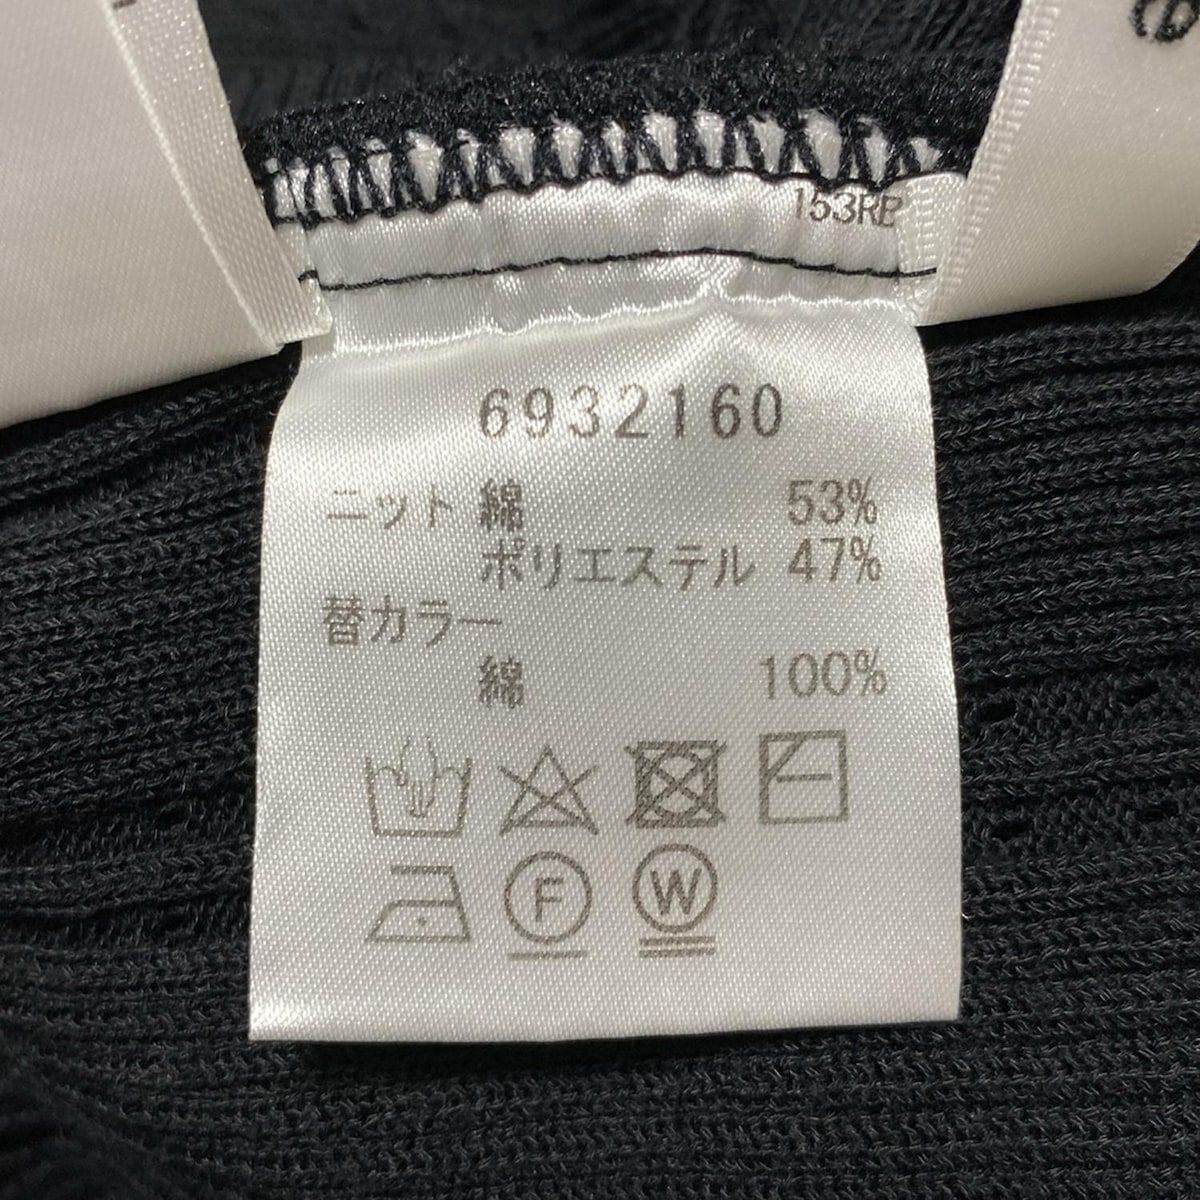 153RB
6932160
ニット 綿 53%
ポリエステル 47%
替カラー
綿 100%
F W